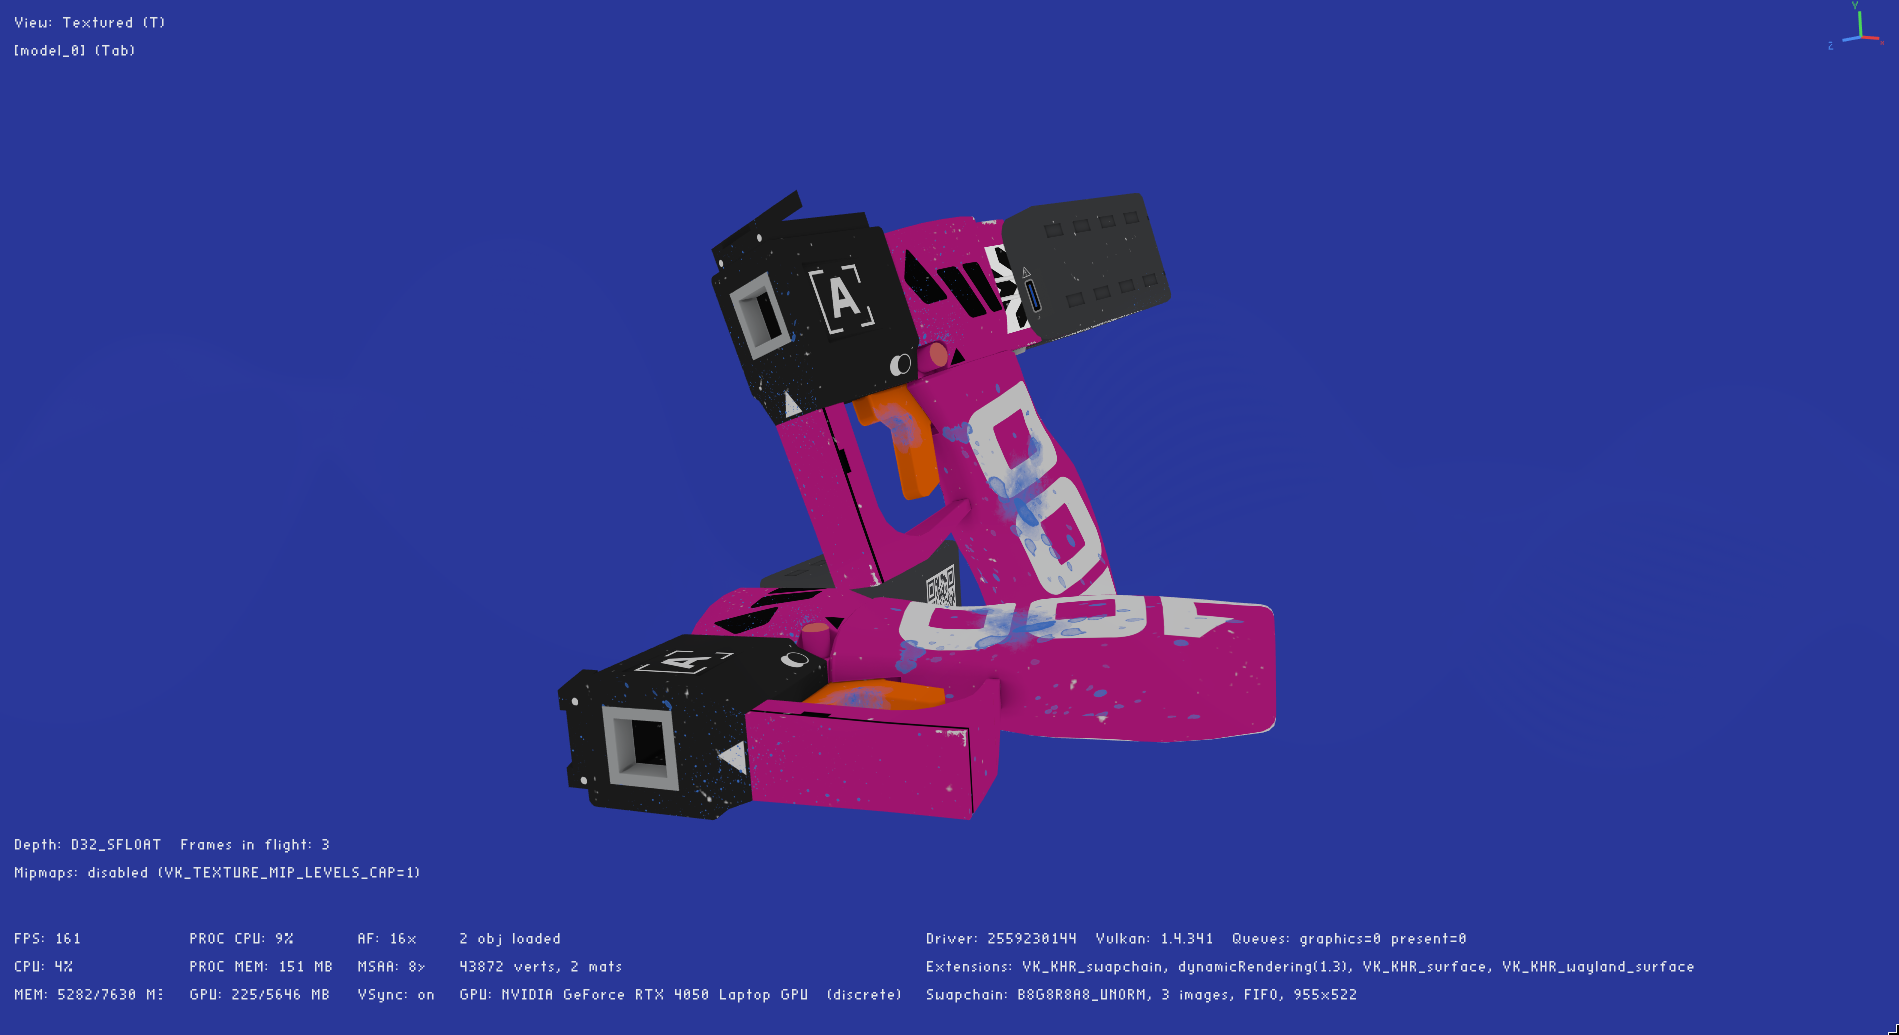 View: Textured (T)
[model_0] (Tab)
Y
Z
x
A
A
Depth: D32_SFLOAT  Frames in flight: 3
Mipmaps: disabled (VK_TEXTURE_MIP_LEVELS_CAP=1)
FPS: 161  PROC CPU: 9%  AF: 16x  2 obj loaded  Driver: 2559230144  Vulkan: 1.4.341  Queues: graphics=0 present=0
CPU: 4%  PROC MEM: 151 MB  MSAA: 8x  43872 verts, 2 mats  Extensions: VK_KHR_swapchain, dynamicRendering(1.3), VK_KHR_surface, VK_KHR_wayland_surface
MEM: 5282/7630  GPU: 225/5646 MB  VSync: on  GPU: NVIDIA GeForce RTX 4050 Laptop GPU  (discrete)  Swapchain: B8G8R8A8_UNORM, 3 images, FIFO, 955x522